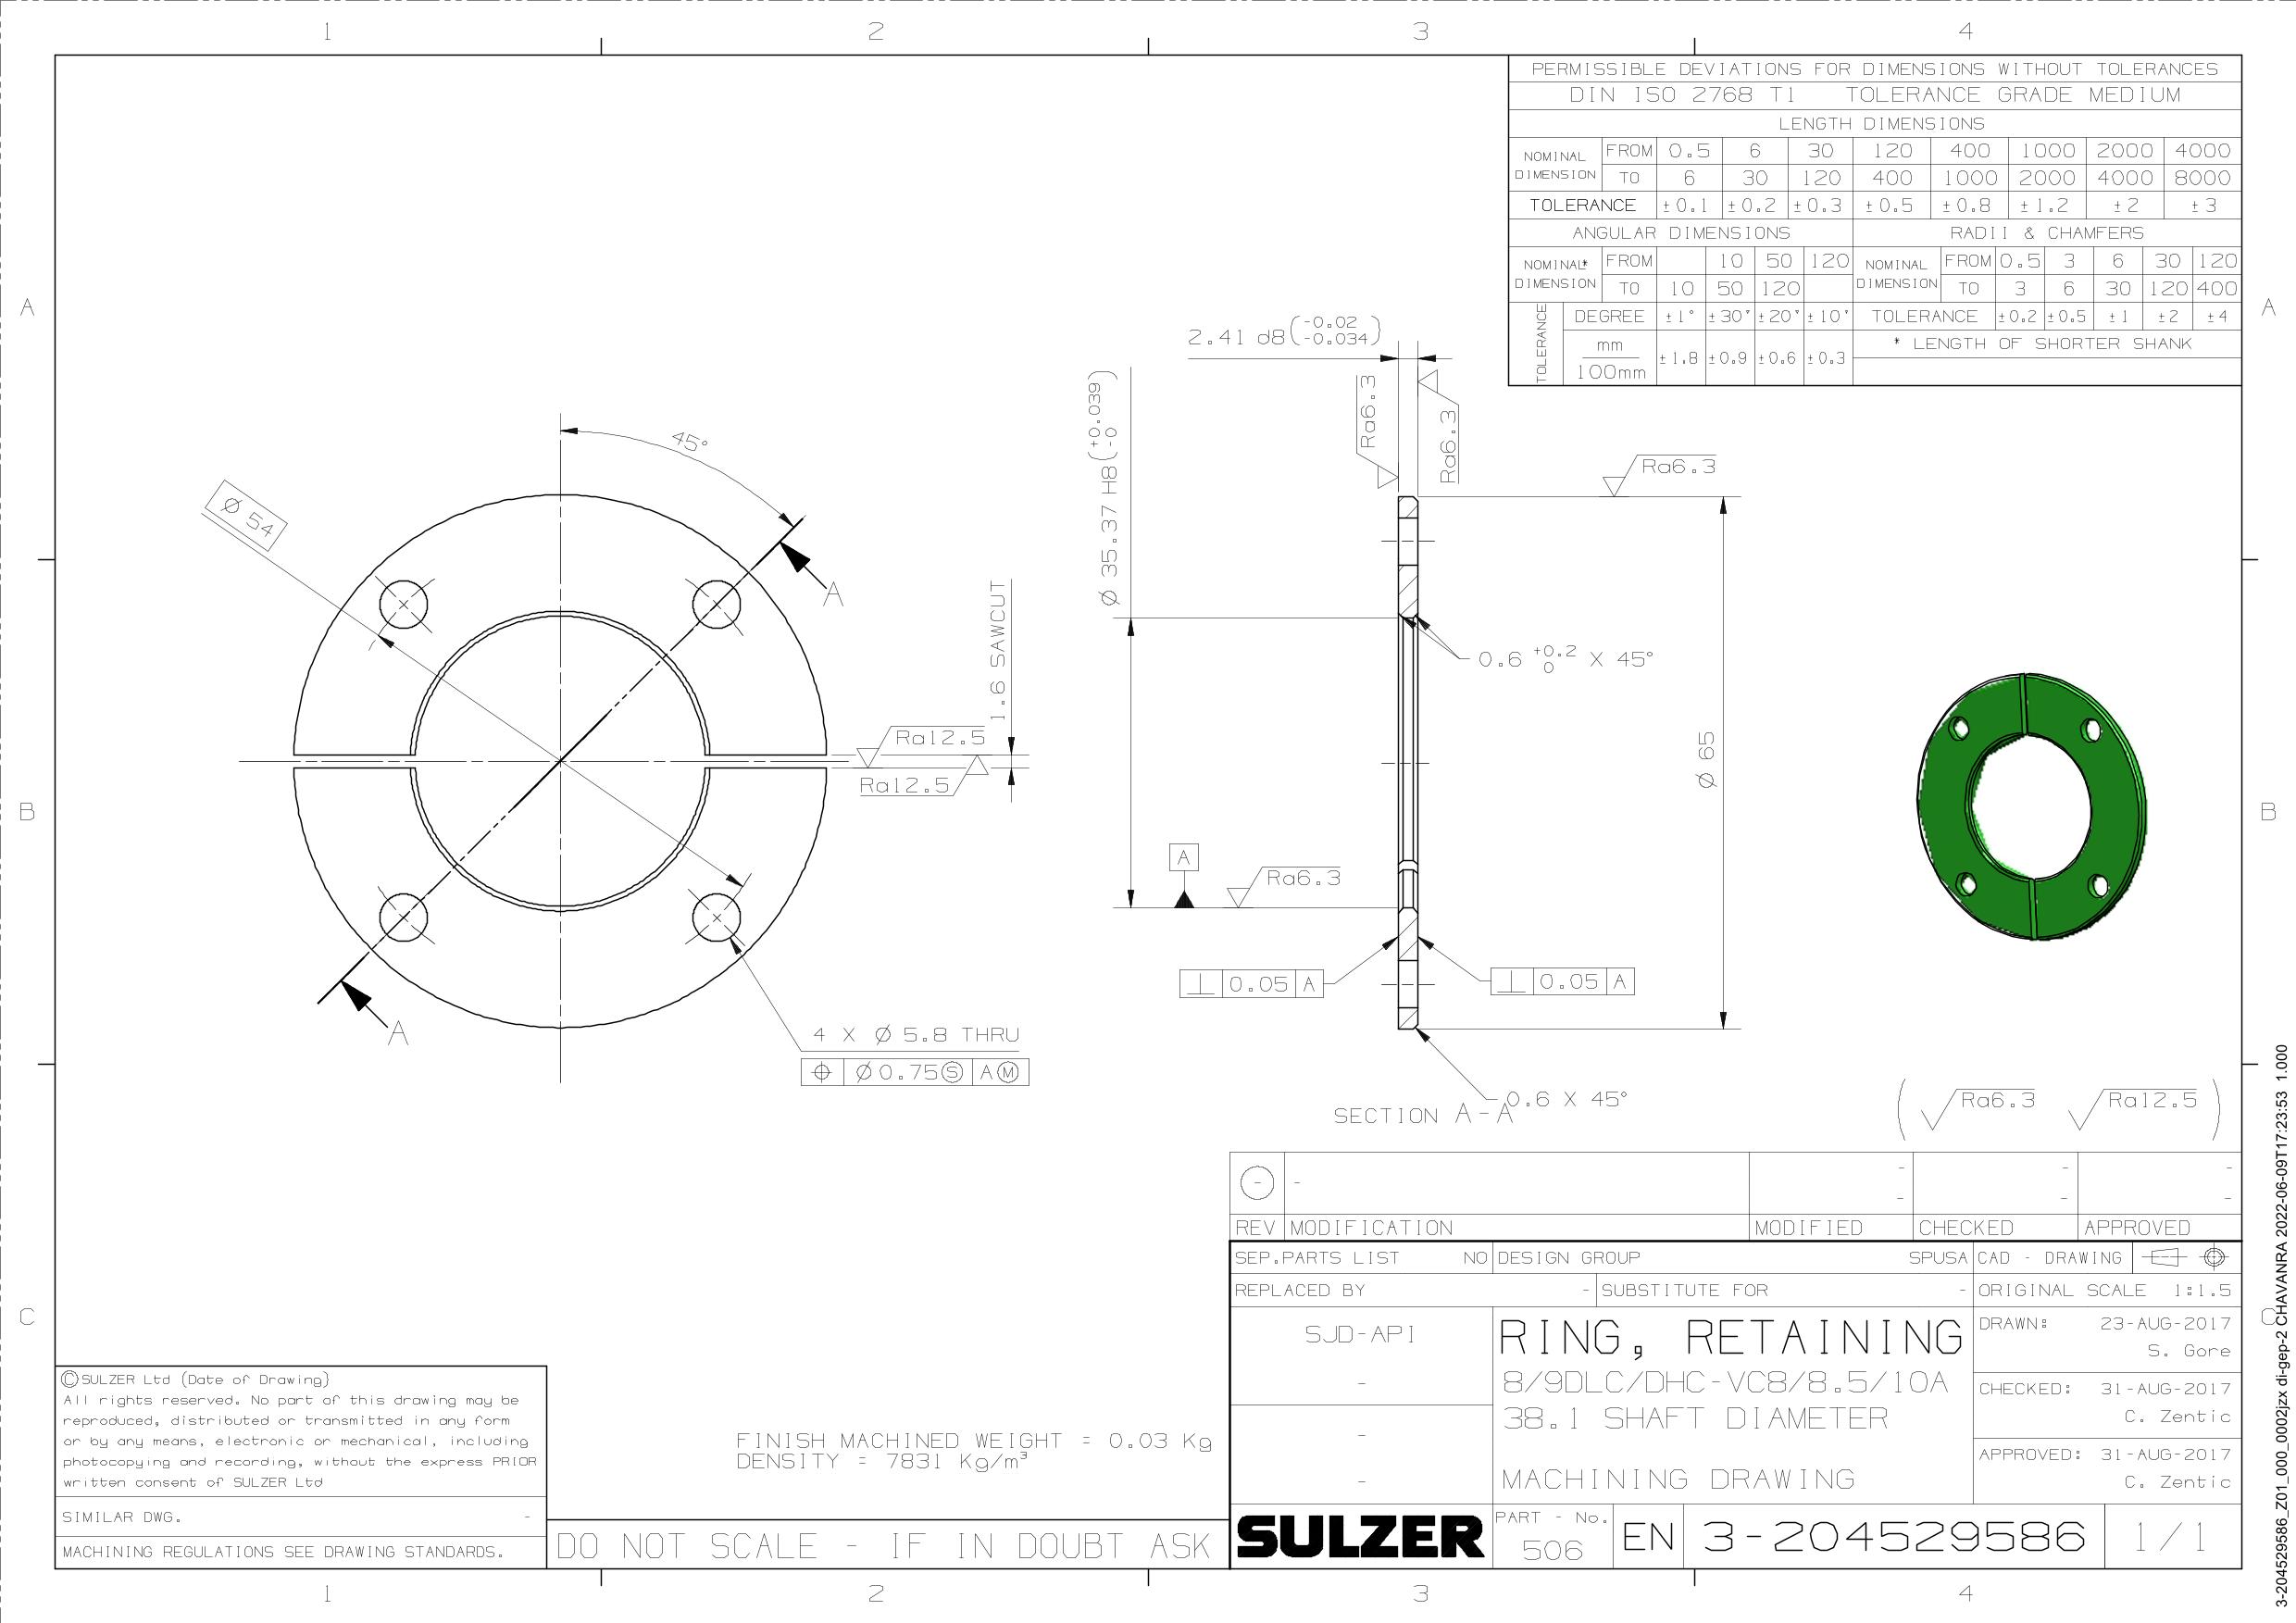 1 2 3 4
PERMISSIBLE DEVIATIONS FOR DIMENSIONS WITHOUT TOLERANCES
DIN ISO 2768 T1 TOLERANCE GRADE MEDIUM
LENGTH DIMENSIONS
NOMINAL DIMENSION FROM 0.5 6 30 120 400 1000 2000 4000
TO 6 30 120 400 1000 2000 4000 8000
TOLERANCE ±0.1 ±0.2 ±0.3 ±0.5 ±0.8 ±1.2 ±2 ±3
ANGULAR DIMENSIONS RADII & CHAMFERS
NOMINAL* DIMENSION FROM 10 50 120 NOMINAL DIMENSION FROM 0.5 3 6 30 120
TO 10 50 120 TO 3 6 30 120 400
TOLERANCE DEGREE ±1° ±30' ±20' ±10' TOLERANCE ±0.2 ±0.5 ±1 ±2 ±4
mm/100mm ±1.8 ±0.9 ±0.6 ±0.3 * LENGTH OF SHORTER SHANK
A A
2.41 d8(-0.02 -0.034)
Ra6.3
Ra6.3
Ø 35.37 H8(+0.039 -0)
45°
Ø 54
A
Ra6.3
1.6 SAWCUT
0.6 +0.2 0 X 45°
Ra12.5
Ra12.5
Ø 65
B B
A
Ra6.3
⊥ 0.05 A
⊥ 0.05 A
A
4 X Ø 5.8 THRU
⌖ Ø0.75Ⓢ AⓂ
0.6 X 45°
SECTION A-A
(√Ra6.3 √Ra12.5)
- - - - -
- - -
REV MODIFICATION MODIFIED CHECKED APPROVED
SEP.PARTS LIST NO DESIGN GROUP SPUSA CAD - DRAWING
REPLACED BY - SUBSTITUTE FOR - ORIGINAL SCALE 1:1.5
C C
SJD-API
-
-
-
RING, RETAINING
8/9DLC/DHC-VC8/8.5/10A
38.1 SHAFT DIAMETER
MACHINING DRAWING
DRAWN: 23-AUG-2017
S. Gore
CHECKED: 31-AUG-2017
C. Zentic
APPROVED: 31-AUG-2017
C. Zentic
©SULZER Ltd (Date of Drawing)
All rights reserved. No part of this drawing may be
reproduced, distributed or transmitted in any form
or by any means, electronic or mechanical, including
photocopying and recording, without the express PRIOR
written consent of SULZER Ltd
SIMILAR DWG. -
MACHINING REGULATIONS SEE DRAWING STANDARDS.
FINISH MACHINED WEIGHT = 0.03 Kg
DENSITY = 7831 Kg/m³
DO NOT SCALE - IF IN DOUBT ASK
SULZER
PART - No.
506
EN
3-204529586
1/1
1 2 3 4
3-204529586_Z01_000_0002jzx di-gep-2 CHAVANRA 2022-06-09T17:23:53 1.000